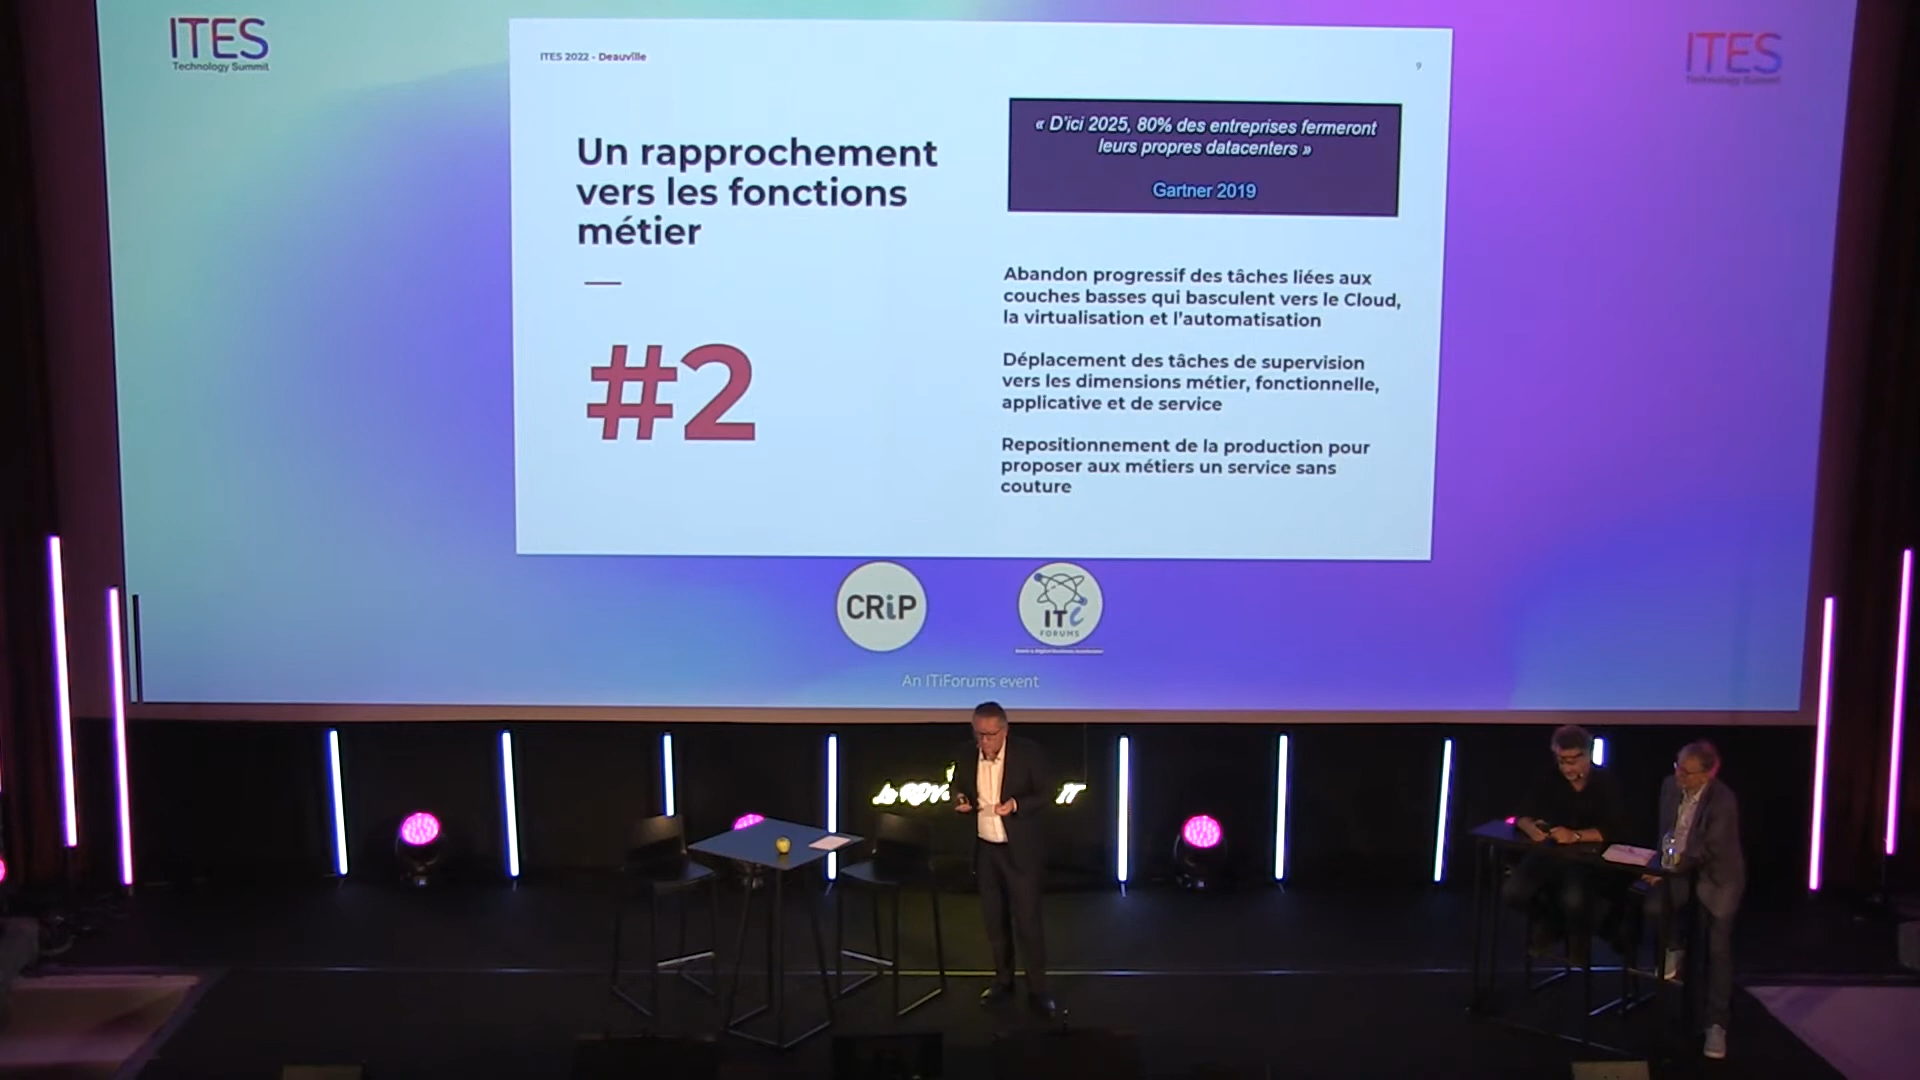 ITES
Technology Summit
ITES
Technology Summit
ITES 2022 - Deauville
9
Un rapprochement
vers les fonctions
métier
#2
« D'ici 2025, 80% des entreprises fermeront
leurs propres datacenters »
Gartner 2019
Abandon progressif des tâches liées aux
couches basses qui basculent vers le Cloud,
la virtualisation et l'automatisation
Déplacement des tâches de supervision
vers les dimensions métier, fonctionnelle,
applicative et de service
Repositionnement de la production pour
proposer aux métiers un service sans
couture
CRiP
ITi
FORUMS
An ITiForums event
IT